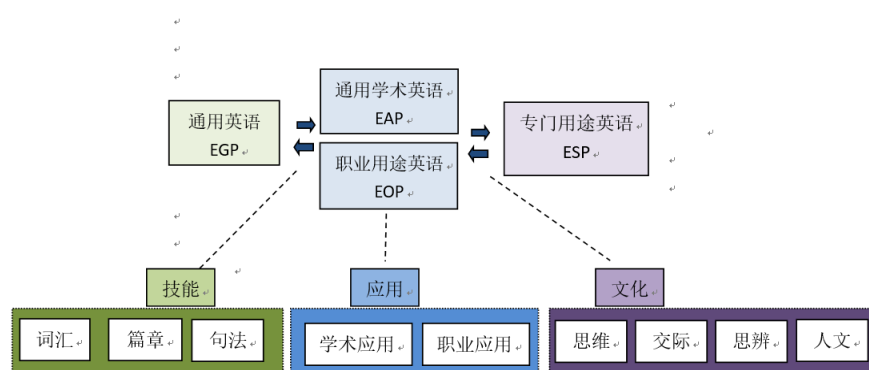 通用学术英语
EAP
通用英语
EGP
专门用途英语
ESP
职业用途英语
EOP
技能
应用
文化
词汇
篇章
句法
学术应用
职业应用
思维
交际
思辨
人文